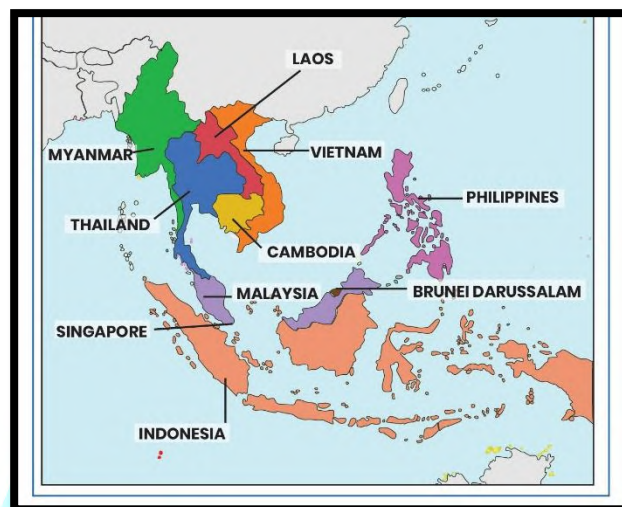 LAOS
MYANMAR
VIETNAM
PHILIPPINES
THAILAND
CAMBODIA
MALAYSIA
BRUNEI DARUSSALAM
SINGAPORE
INDONESIA